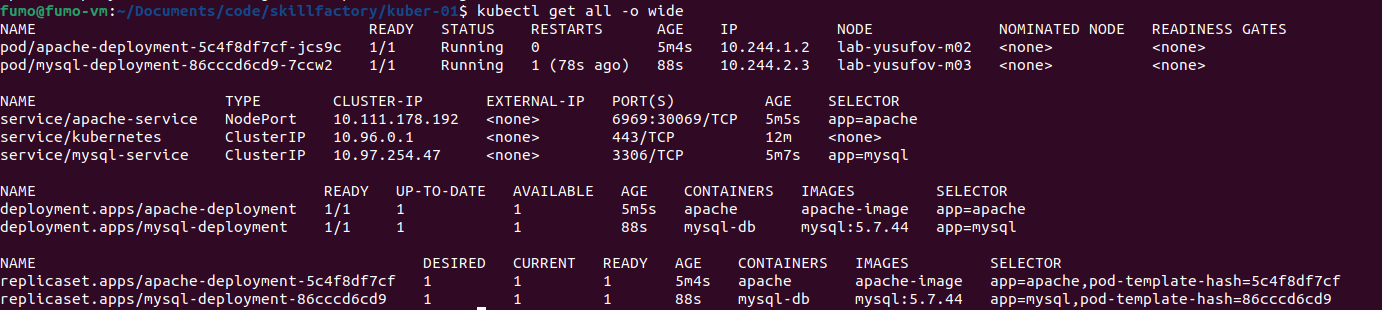 fumo@fumo-vm:~/Documents/code/skillfactory/kuber-01$ kubectl get all -o wide
NAME READY STATUS RESTARTS AGE IP NODE NOMINATED NODE READINESS GATES
pod/apache-deployment-5c4f8df7cf-jcs9c 1/1 Running 0 5m4s 10.244.1.2 lab-yusufov-m02 <none> <none>
pod/mysql-deployment-86cccd6cd9-7ccw2 1/1 Running 1 (78s ago) 88s 10.244.2.3 lab-yusufov-m03 <none> <none>
NAME TYPE CLUSTER-IP EXTERNAL-IP PORT(S) AGE SELECTOR
service/apache-service NodePort 10.111.178.192 <none> 6969:30069/TCP 5m5s app=apache
service/kubernetes ClusterIP 10.96.0.1 <none> 443/TCP 12m <none>
service/mysql-service ClusterIP 10.97.254.47 <none> 3306/TCP 5m7s app=mysql
NAME READY UP-TO-DATE AVAILABLE AGE CONTAINERS IMAGES SELECTOR
deployment.apps/apache-deployment 1/1 1 1 5m5s apache apache-image app=apache
deployment.apps/mysql-deployment 1/1 1 1 88s mysql-db mysql:5.7.44 app=mysql
NAME DESIRED CURRENT READY AGE CONTAINERS IMAGES SELECTOR
replicaset.apps/apache-deployment-5c4f8df7cf 1 1 1 5m4s apache apache-image app=apache,pod-template-hash=5c4f8df7cf
replicaset.apps/mysql-deployment-86cccd6cd9 1 1 1 88s mysql-db mysql:5.7.44 app=mysql,pod-template-hash=86cccd6cd9